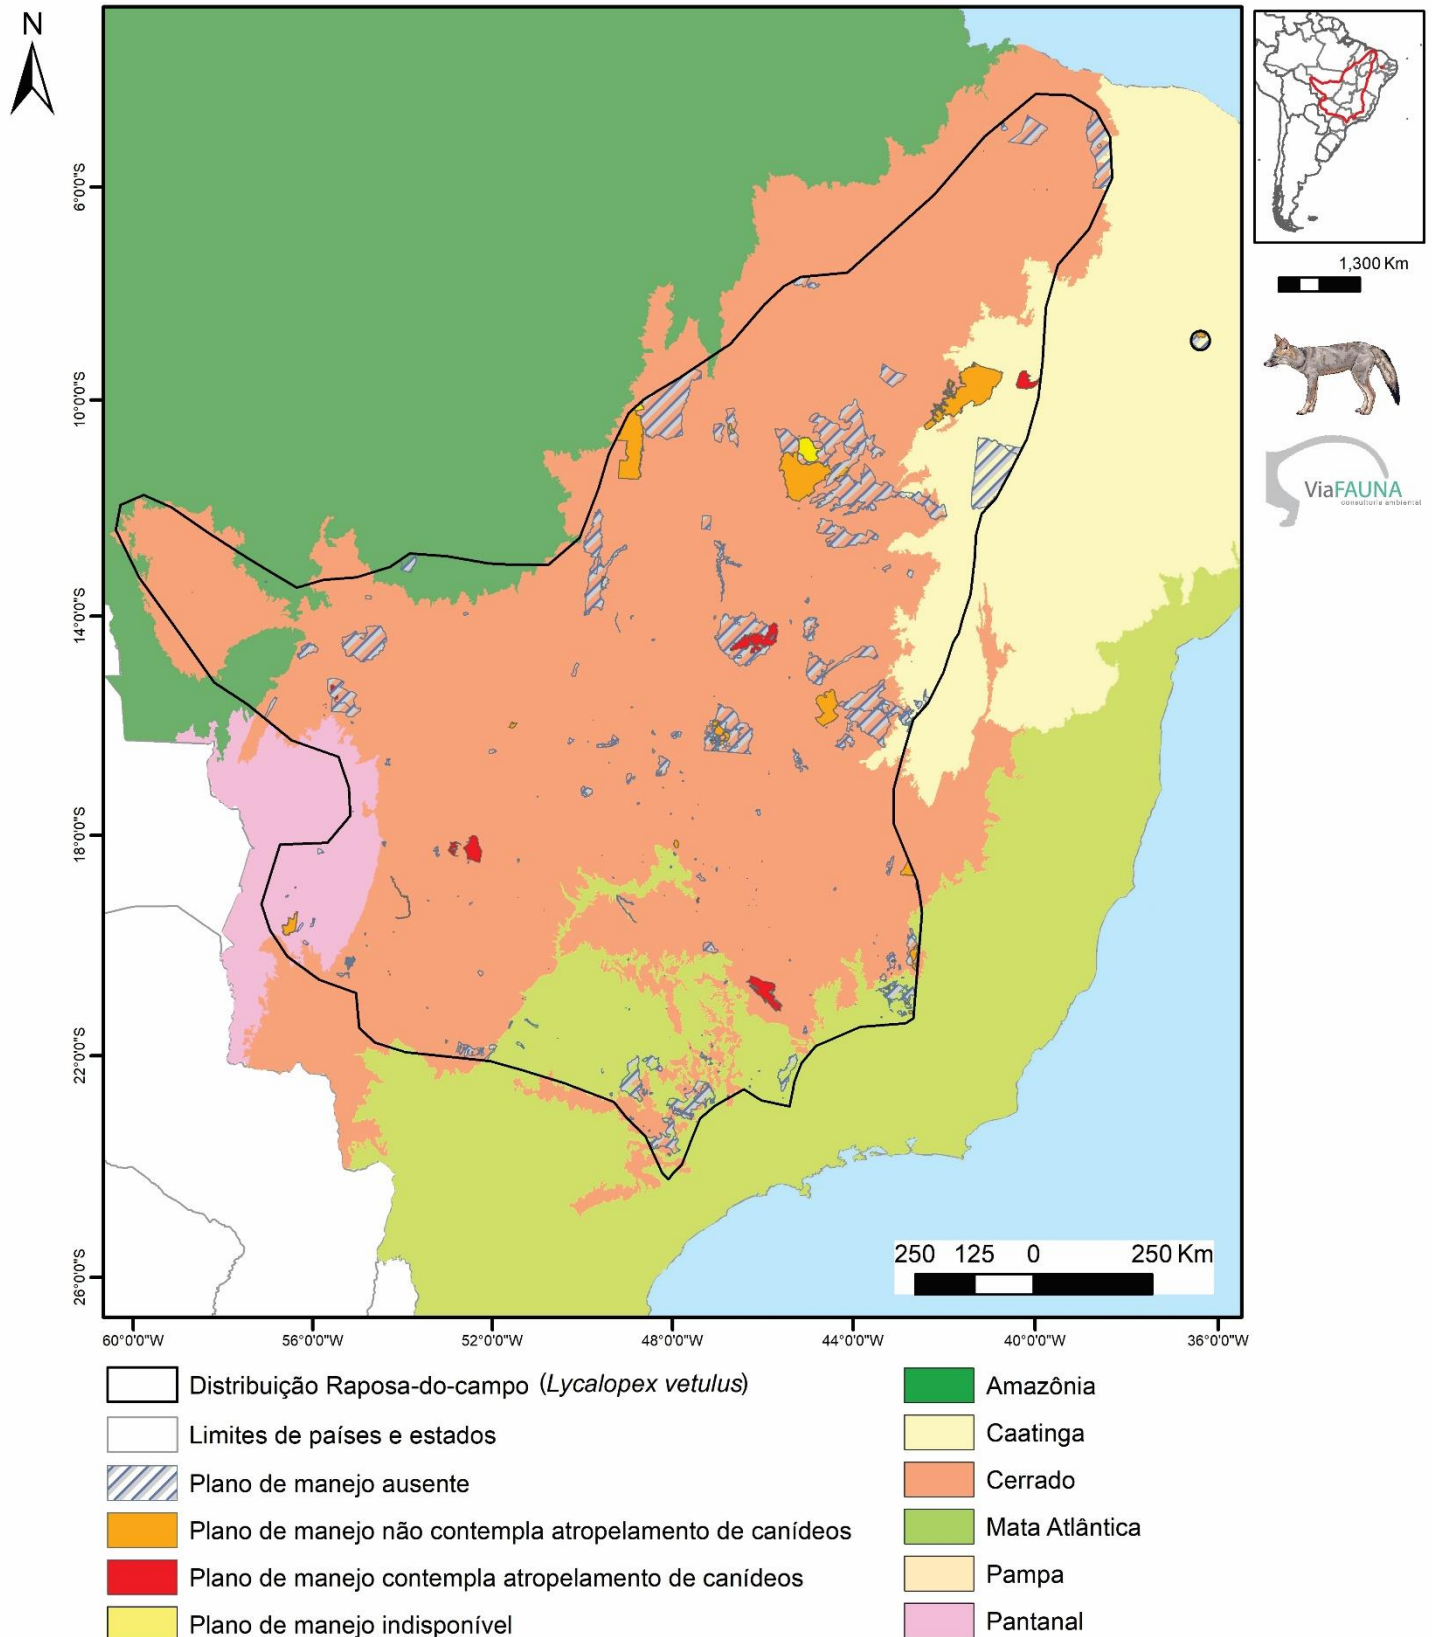 N
1,300 Km
ViaFAUNA
consultoria ambiental
6°0'0"S
10°0'0"S
14°0'0"S
18°0'0"S
22°0'0"S
26°0'0"S
250 125 0 250 Km
60°0'0"W 56°0'0"W 52°0'0"W 48°0'0"W 44°0'0"W 40°0'0"W 36°0'0"W
Distribuição Raposa-do-campo (Lycalopex vetulus)
Limites de países e estados
Plano de manejo ausente
Plano de manejo não contempla atropelamento de canídeos
Plano de manejo contempla atropelamento de canídeos
Plano de manejo indisponível
Amazônia
Caatinga
Cerrado
Mata Atlântica
Pampa
Pantanal